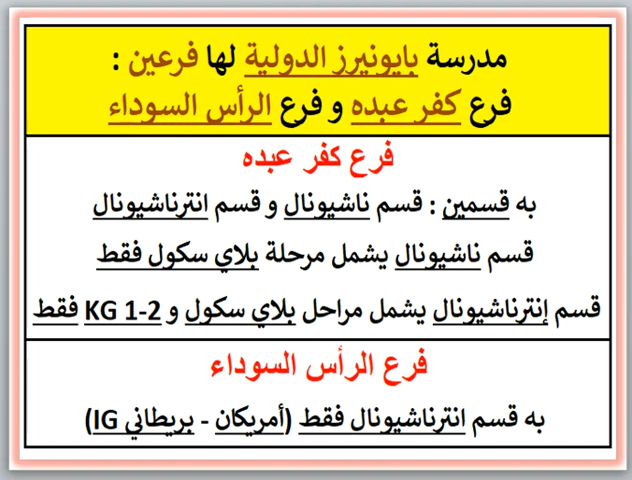 مدرسة بايونيرز الدولية لها فرعين :
فرع كفر عبده و فرع الرأس السوداء
فرع كفر عبده
به قسمين : قسم ناشيونال و قسم انترناشيونال
قسم ناشيونال يشمل مرحلة بلاي سكول فقط
قسم إنترناشيونال يشمل مراحل بلاي سكول و KG 1-2 فقط
فرع الرأس السوداء
به قسم انترناشيونال فقط (أمريكان - بريطاني IG)